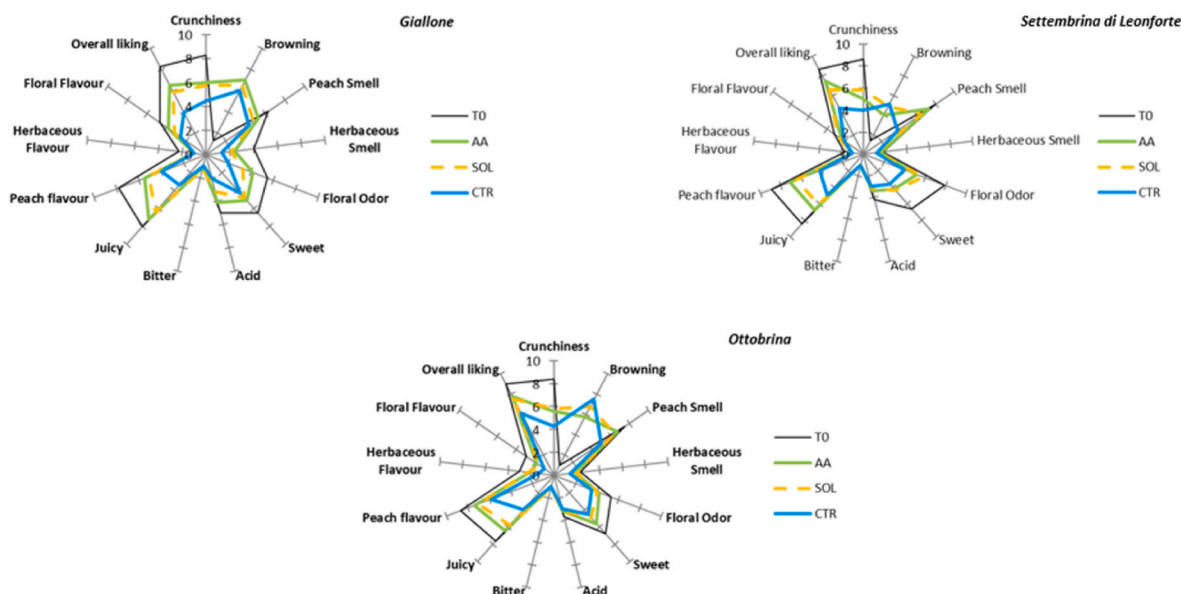 Giallone
Crunchiness
10
8
6
4
2
0
Browning
Peach Smell
Herbaceous
Smell
Floral Odor
Sweet
Acid
Bitter
Juicy
Peach flavour
Herbaceous
Flavour
Floral Flavour
Overall liking
T0
AA
SOL
CTR
Settembrina di Leonforte
Crunchiness
10
8
6
4
2
0
Browning
Peach Smell
Herbaceous Smell
Floral Odor
Sweet
Acid
Bitter
Juicy
Peach flavour
Herbaceous
Flavour
Floral Flavour
Overall liking
T0
AA
SOL
CTR
Ottobrina
Crunchiness
10
8
6
4
2
0
Browning
Peach Smell
Herbaceous
Smell
Floral Odor
Sweet
Acid
Bitter
Juicy
Peach flavour
Herbaceous
Flavour
Floral Flavour
Overall liking
T0
AA
SOL
CTR